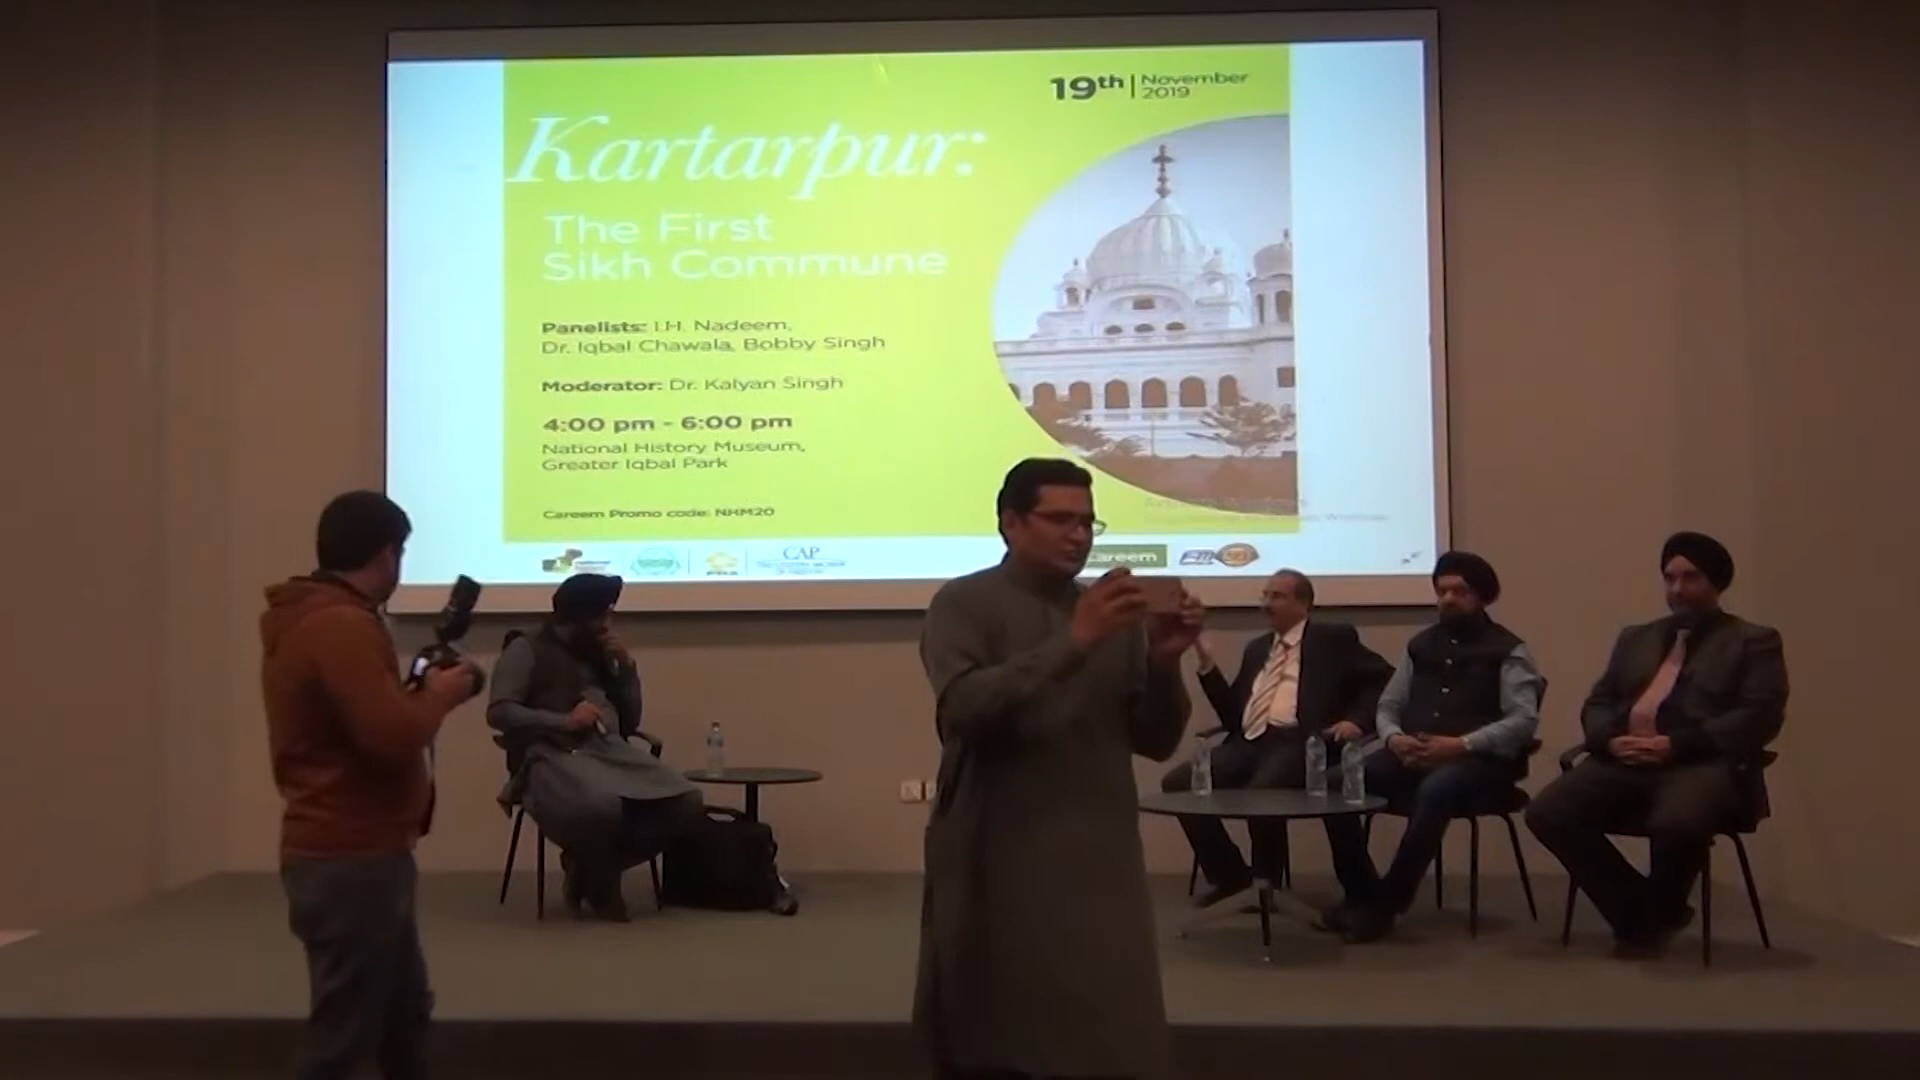 19th | November
2019
Kartarpur:
The First
Sikh Commune
Panelists: I.H. Nadeem,
Dr. Iqbal Chawala, Bobby Singh
Moderator: Dr. Kalyan Singh
4:00 pm - 6:00 pm
National History Museum,
Greater Iqbal Park
Careem Promo code: NHM20
CAP
Careem